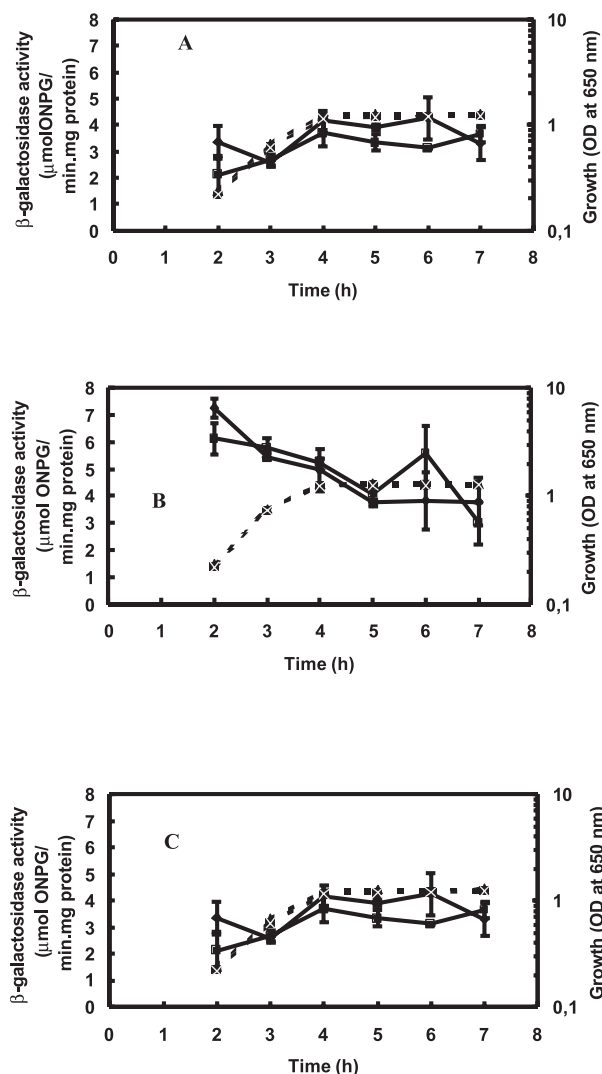 A
β-galactosidase activity
(μmolONPG/
min.mg protein)
8
7
6
5
4
3
2
1
0
10
1
0,1
Growth (OD at 650 nm)
0 1 2 3 4 5 6 7 8
Time (h)
B
β-galactosidase activity
(μmol ONPG/
min.mg protein)
8
7
6
5
4
3
2
1
0
10
1
0,1
Growth (OD at 650 nm)
0 1 2 3 4 5 6 7 8
Time (h)
C
β-galactosidase activity
(μmol ONPG/
min.mg protein)
8
7
6
5
4
3
2
1
0
10
1
0,1
Growth (OD at 650 nm)
0 1 2 3 4 5 6 7 8
Time (h)